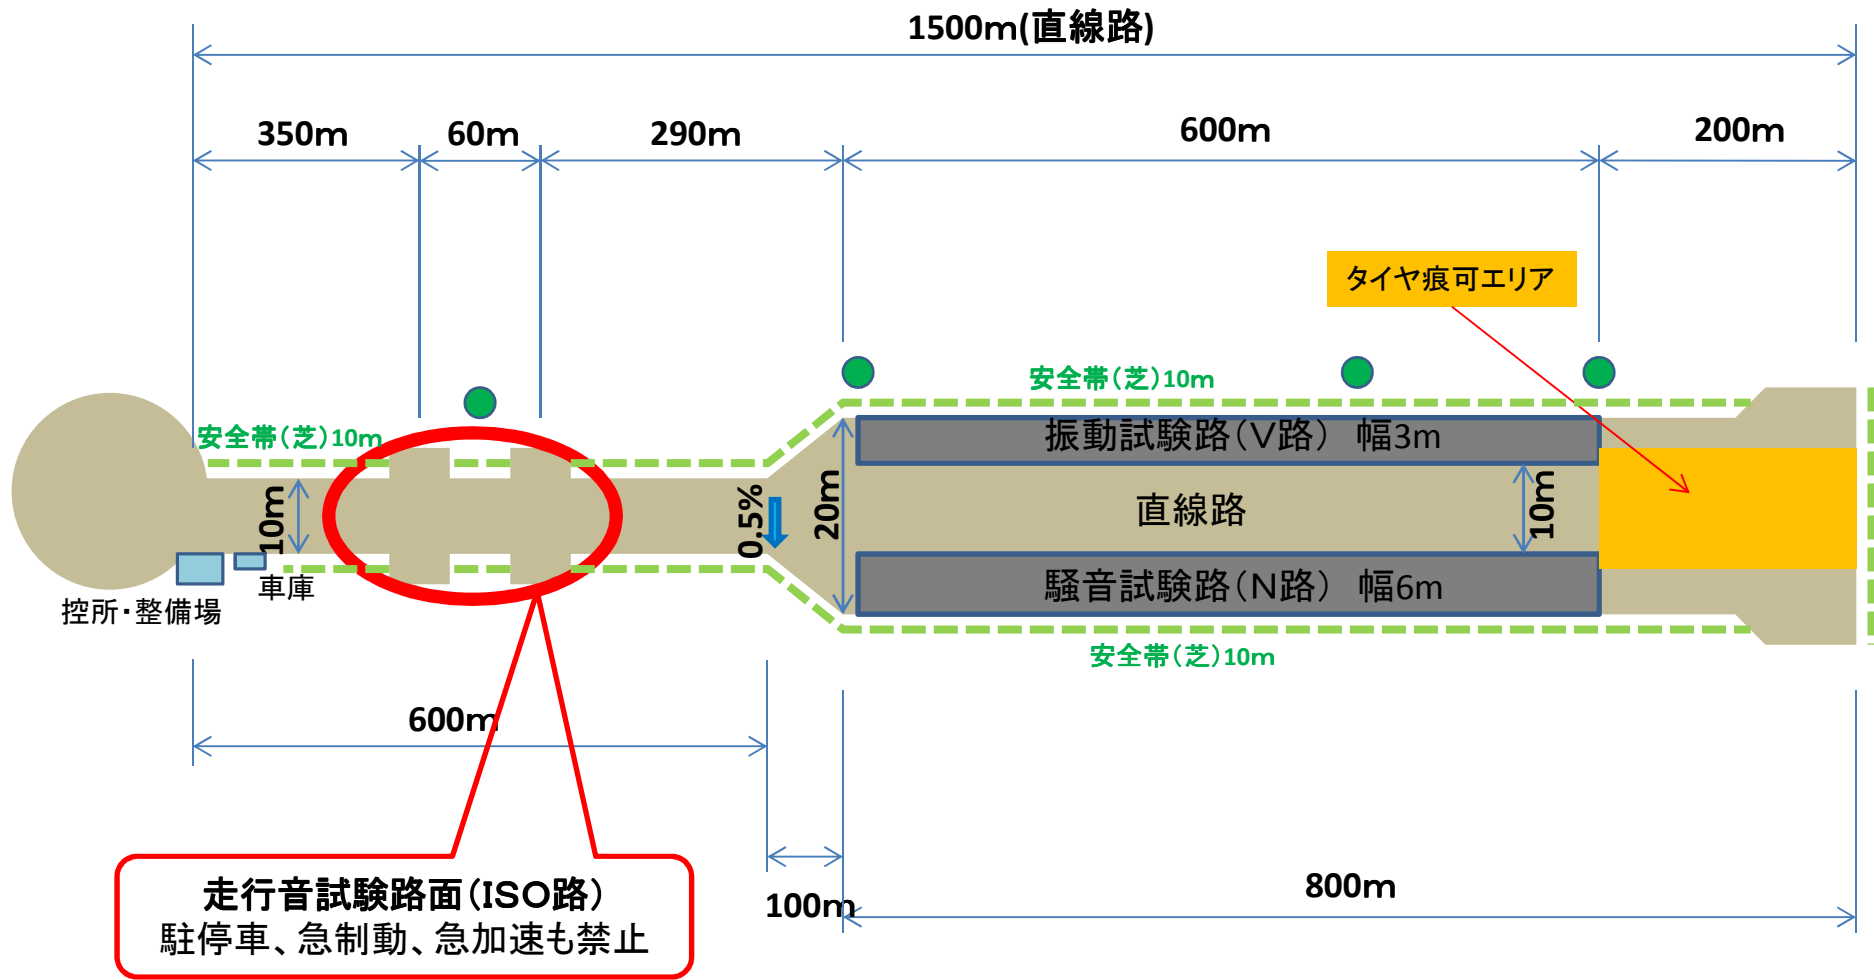 1500m(直線路)
350m
60m
290m
600m
200m
タイヤ痕可エリア
安全帯(芝)10m
安全帯(芝)10m
振動試験路(V路) 幅3m
10m
0.5%
20m
直線路
10m
騒音試験路(N路) 幅6m
車庫
控所・整備場
安全帯(芝)10m
600m
走行音試験路面(ISO路)
駐停車、急制動、急加速も禁止
100m
800m